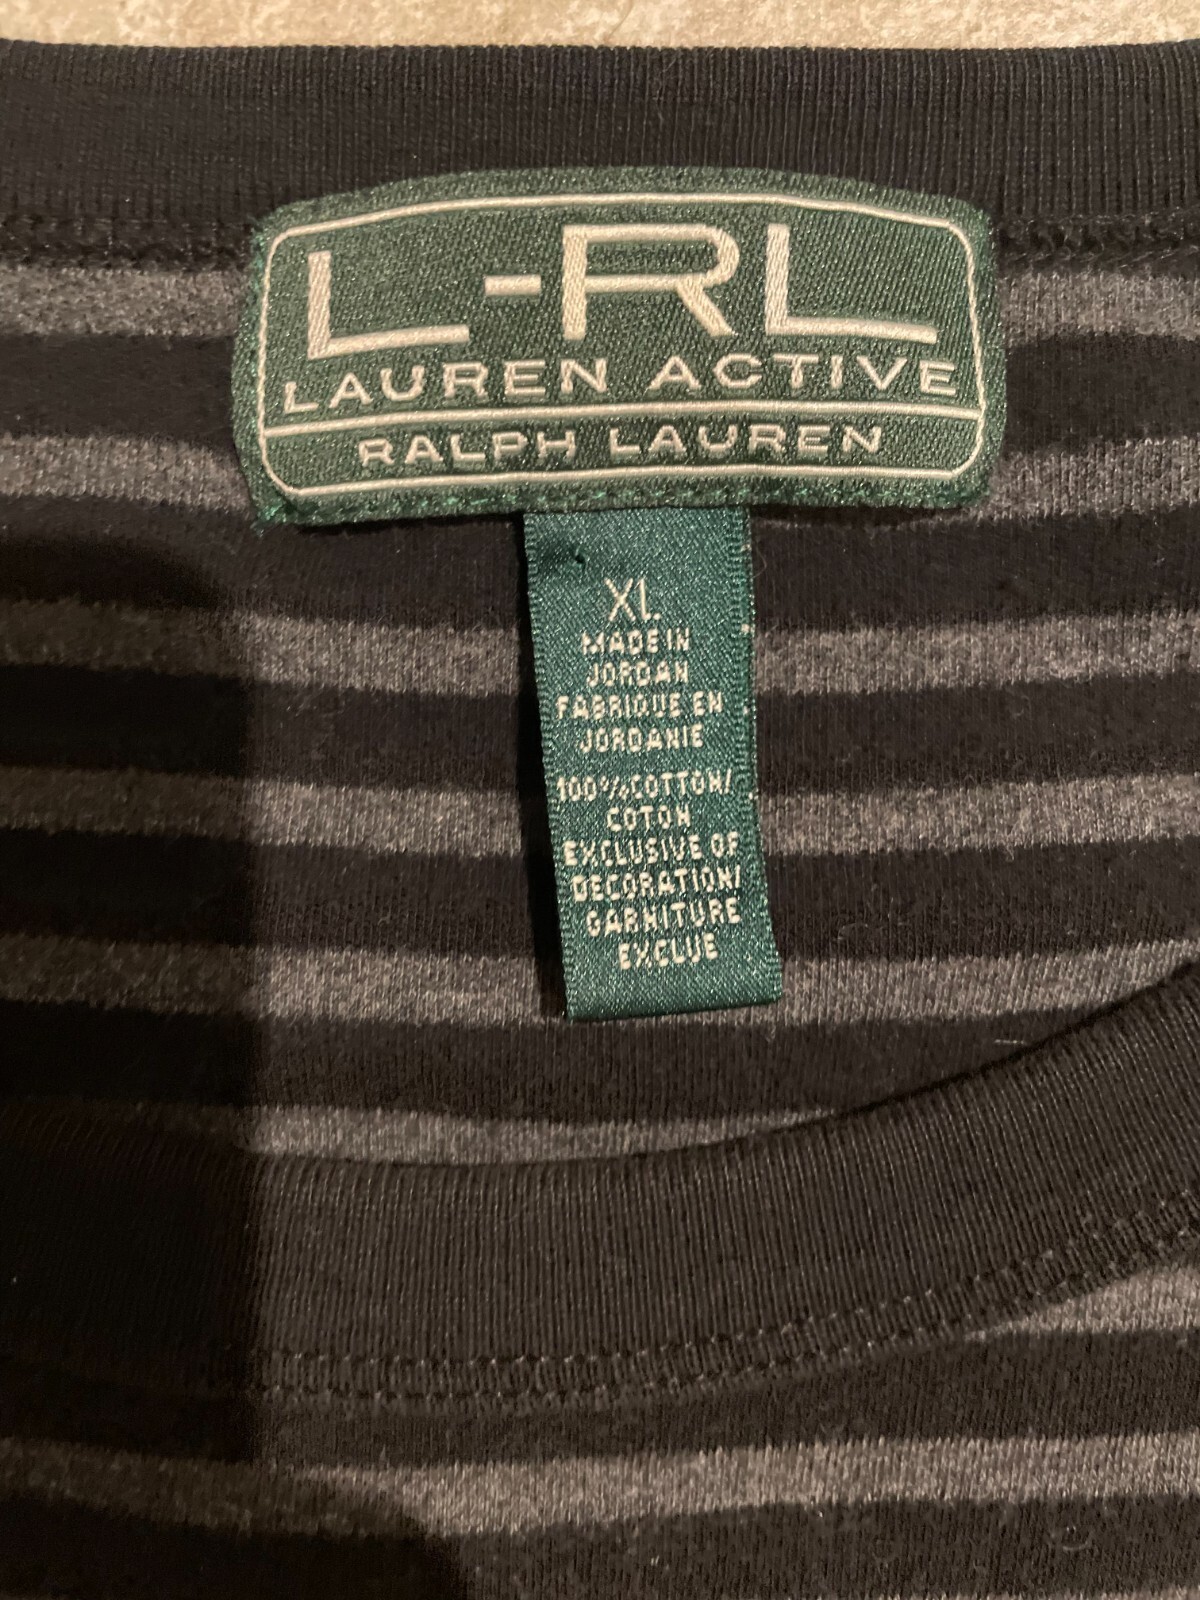 L-RL
LAUREN ACTIVE
RALPH LAUREN
XL
MADE IN
JORDAN
FABRIQUE EN
JORDANIE
100%COTTON/
COTON
EXCLUSIVE OF
DECORATION/
GARNITURE
EXCLUE